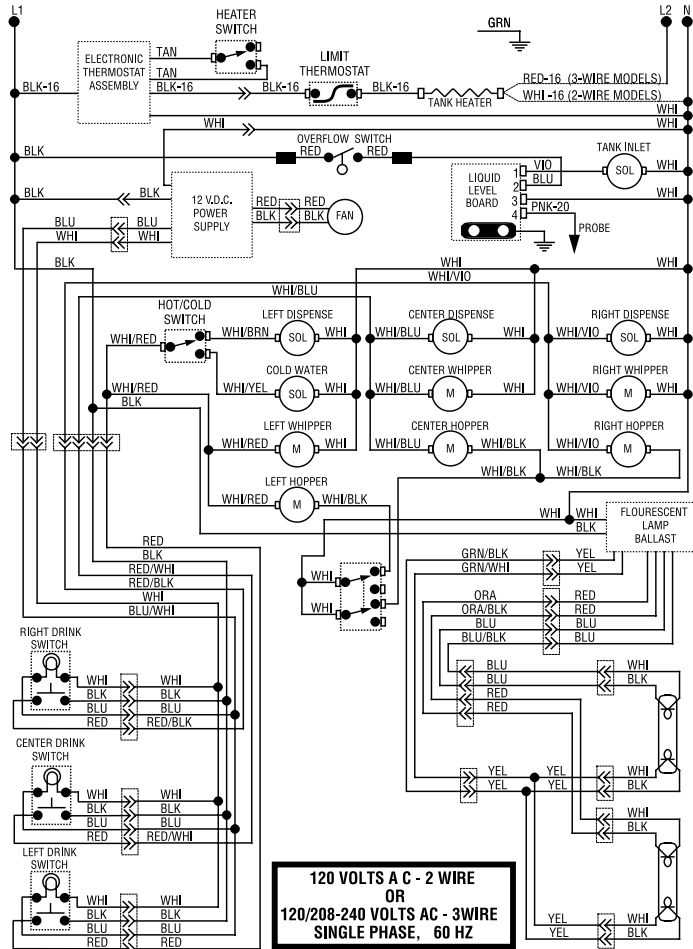 L1
L2 N
HEATER
SWITCH
GRN
ELECTRONIC
THERMOSTAT
ASSEMBLY
TAN
TAN
LIMIT
THERMOSTAT
BLK-16
BLK-16
BLK-16
BLK-16
TANK HEATER
RED-16 (3-WIRE MODELS)
WHI -16 (2-WIRE MODELS)
WHI
WHI
WHI
OVERFLOW SWITCH
BLK
RED
RED
TANK INLET
SOL
WHI
LIQUID
LEVEL
BOARD
1
2
3
4
VIO
BLU
PNK-20
PROBE
WHI
BLK
BLK
12 V.D.C.
POWER
SUPPLY
RED
RED
BLK
BLK
FAN
BLU
BLU
WHI
WHI
BLK
WHI
WHI
WHI/VIO
WHI/BLU
HOT/COLD
SWITCH
LEFT DISPENSE
CENTER DISPENSE
RIGHT DISPENSE
WHI/RED
WHI/BRN
SOL
WHI
WHI/BLU
SOL
WHI
WHI/VIO
SOL
WHI
COLD WATER
CENTER WHIPPER
RIGHT WHIPPER
WHI/RED
WHI/YEL
SOL
WHI
WHI/BLU
M
WHI
WHI/VIO
M
WHI
BLK
LEFT WHIPPER
CENTER HOPPER
RIGHT HOPPER
WHI/RED
M
WHI
WHI/BLU
M
WHI/BLK
WHI/VIO
M
WHI/BLK
WHI/BLK
LEFT HOPPER
WHI/RED
M
WHI/BLK
WHI
WHI
BLK
FLOURESCENT
LAMP
BALLAST
WHI
WHI
RED
BLK
RED/WHI
RED/BLK
WHI
BLU/WHI
GRN/BLK
YEL
GRN/WHI
YEL
ORA
RED
ORA/BLK
RED
BLU
BLU
BLU/BLK
BLU
RIGHT DRINK
SWITCH
WHI
WHI
BLK
BLK
BLU
BLU
RED
RED/BLK
BLU
WHI
BLU
BLK
RED
RED
CENTER DRINK
SWITCH
WHI
WHI
BLK
BLK
BLU
BLU
RED
RED/WHI
YEL
YEL
WHI
YEL
YEL
BLK
WHI
BLK
LEFT DRINK
SWITCH
WHI
WHI
BLK
BLK
BLU
BLU
RED
RED
YEL
WHI
YEL
BLK
120 VOLTS A C - 2 WIRE
OR
120/208-240 VOLTS AC - 3WIRE
SINGLE PHASE, 60 HZ